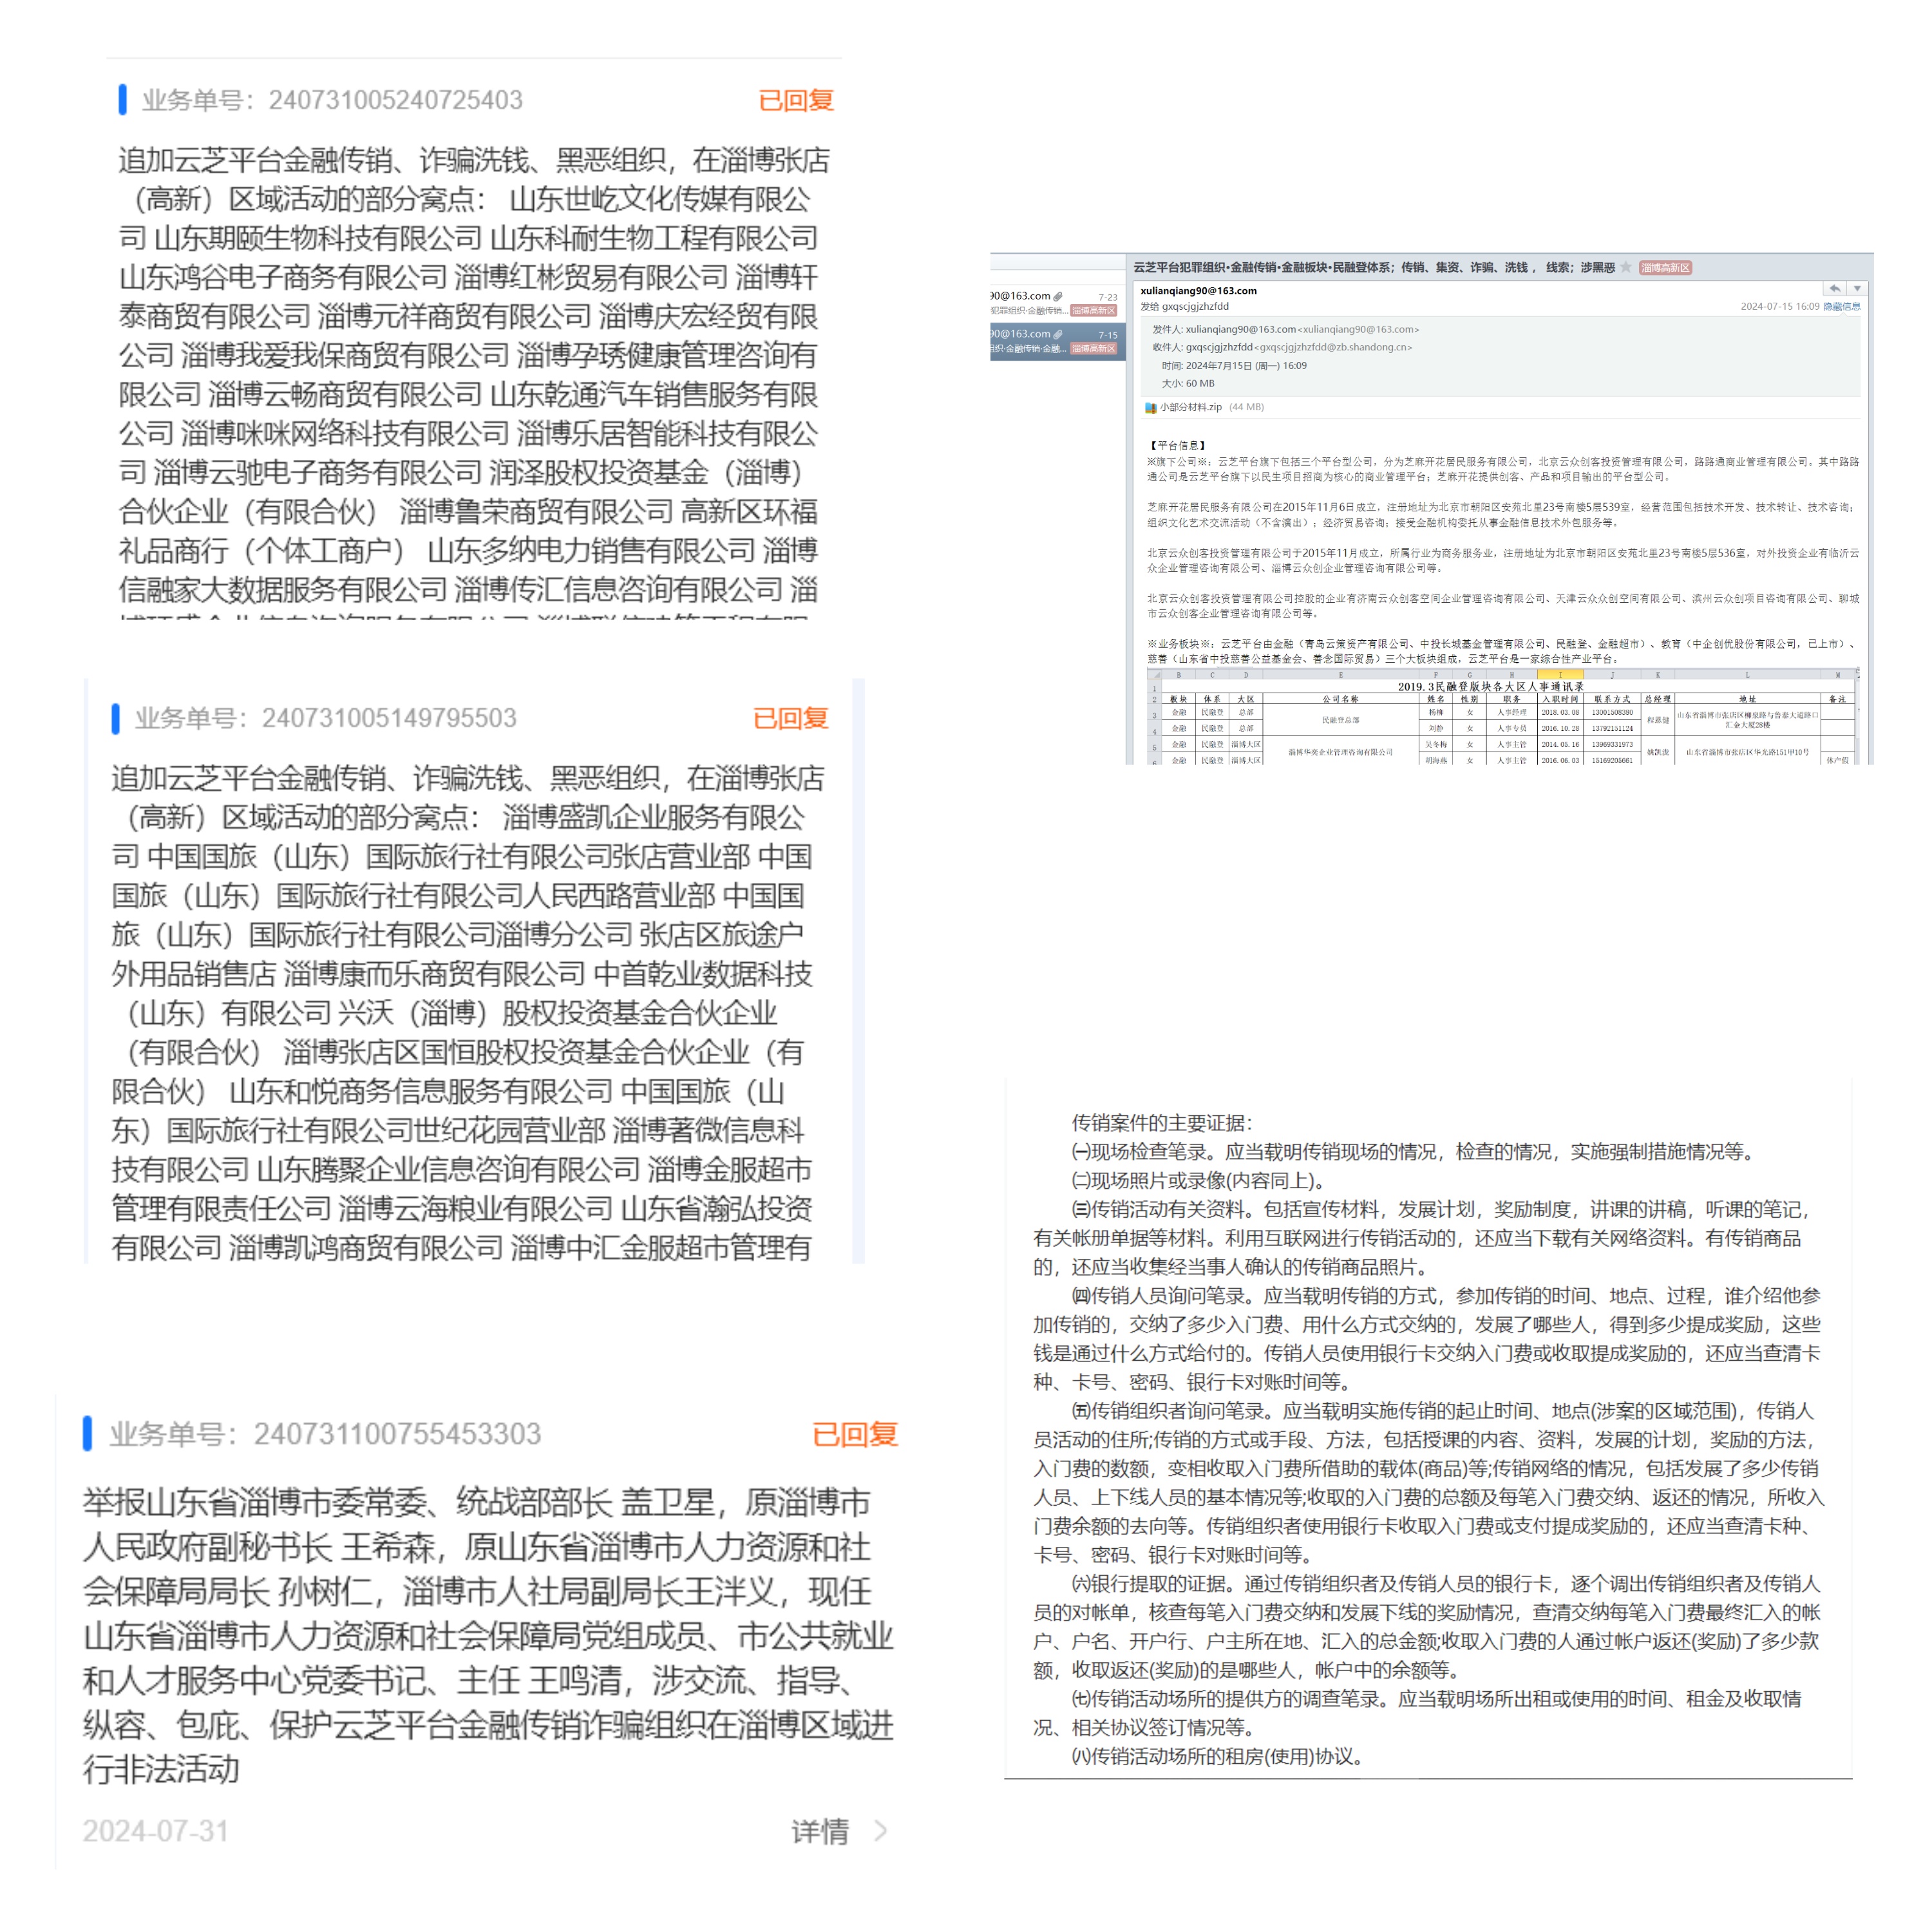 业务单号：240731005240725403
已回复
追加云芝平台金融传销、诈骗洗钱、黑恶组织，在淄博张店
（高新）区域活动的部分窝点： 山东世屹文化传媒有限公
司 山东期颐生物科技有限公司 山东科耐生物工程有限公司
山东鸿谷电子商务有限公司 淄博红彬贸易有限公司 淄博轩
泰商贸有限公司 淄博元祥商贸有限公司 淄博庆宏经贸有限
公司 淄博我爱我保商贸有限公司 淄博孕琇健康管理咨询有
限公司 淄博云畅商贸有限公司 山东乾通汽车销售服务有限
公司 淄博咪咪网络科技有限公司 淄博乐居智能科技有限公
司 淄博云驰电子商务有限公司 润泽股权投资基金（淄博）
合伙企业（有限合伙） 淄博鲁荣商贸有限公司 高新区环福
礼品商行（个体工商户） 山东多纳电力销售有限公司 淄博
信融家大数据服务有限公司 淄博传汇信息咨询有限公司 淄
业务单号：240731005149795503
已回复
追加云芝平台金融传销、诈骗洗钱、黑恶组织，在淄博张店
（高新）区域活动的部分窝点： 淄博盛凯企业服务有限公
司 中国国旅（山东）国际旅行社有限公司张店营业部 中国
国旅（山东）国际旅行社有限公司人民西路营业部 中国国
旅（山东）国际旅行社有限公司淄博分公司 张店区旅途户
外用品销售店 淄博康而乐商贸有限公司 中首乾业数据科技
（山东）有限公司 兴沃（淄博）股权投资基金合伙企业
（有限合伙） 淄博张店区国恒股权投资基金合伙企业（有
限合伙） 山东和悦商务信息服务有限公司 中国国旅（山
东）国际旅行社有限公司世纪花园营业部 淄博著微信息科
技有限公司 山东腾聚企业信息咨询有限公司 淄博金服超市
管理有限责任公司 淄博云海粮业有限公司 山东省瀚弘投资
有限公司 淄博凯鸿商贸有限公司 淄博中汇金服超市管理有
业务单号：240731100755453303
已回复
举报山东省淄博市委常委、统战部部长 盖卫星，原淄博市
人民政府副秘书长 王希森，原山东省淄博市人力资源和社
会保障局局长 孙树仁，淄博市人社局副局长王泮义，现任
山东省淄博市人力资源和社会保障局党组成员、市公共就业
和人才服务中心党委书记、主任 王鸣清，涉交流、指导、
纵容、包庇、保护云芝平台金融传销诈骗组织在淄博区域进
行非法活动
2024-07-31
详情
90@163.com 7-23
犯罪组织·金融传销... 淄博高新区
90@163.com 7-15
组织·金融传销·金融... 淄博高新区
云芝平台犯罪组织•金融传销•金融板块•民融登体系；传销、集资、诈骗、洗钱 ， 线索；涉黑恶 淄博高新区
xulianqiang90@163.com
发给 gxqscjgjzhzfdd
2024-07-15 16:09 隐藏信息
发件人: xulianqiang90@163.com<xulianqiang90@163.com>
收件人: gxqscjgjzhzfdd<gxqscjgjzhzfdd@zb.shandong.cn>
时间: 2024年7月15日 (周一) 16:09
大小: 60 MB
小部分材料.zip (44 MB)
【平台信息】
※旗下公司※：云芝平台旗下包括三个平台型公司，分为芝麻开花居民服务有限公司，北京云众创客投资管理有限公司，路路通商业管理有限公司。其中路路
通公司是云芝平台旗下以民生项目招商为核心的商业管理平台；芝麻开花提供创客、产品和项目输出的平台型公司。
芝麻开花居民服务有限公司在2015年11月6日成立，注册地址为北京市朝阳区安苑北里23号南楼5层539室，经营范围包括技术开发、技术转让、技术咨询；
组织文化艺术交流活动（不含演出）；经济贸易咨询；接受金融机构委托从事金融信息技术外包服务等。
北京云众创客投资管理有限公司于2015年11月成立，所属行业为商务服务业，注册地址为北京市朝阳区安苑北里23号南楼5层536室，对外投资企业有临沂云
众企业管理咨询有限公司、淄博云众创企业管理咨询有限公司等。
北京云众创客投资管理有限公司控股的企业有济南云众创客空间企业管理咨询有限公司、天津云众众创空间有限公司、滨州云众创项目咨询有限公司、聊城
市云众创客企业管理咨询有限公司等。
※业务板块※：云芝平台由金融（青岛云策资产有限公司、中投长城基金管理有限公司、民融登、金融超市）、教育（中企创优股份有限公司，已上市）、
慈善（山东省中投慈善公益基金会、善念国际贸易）三个大板块组成，云芝平台是一家综合性产业平台。
B C D E F G H I J K L M
1 2019.3民融登版块各大区人事通讯录
2 板块 体系 大区 公司名称 姓名 性别 职务 入职时间 联系方式 总经理 地址 备注
3 金融 民融登 总部 民融登总部 杨柳 女 人事经理 2018.03.08 13001508380 山东省淄博市张店区柳泉路与鲁泰大道路口
汇金大厦28楼
4 金融 民融登 总部 刘静 女 人事专员 2016.10.28 13792151124
5 金融 民融登 淄博大区 淄博华奕企业管理咨询有限公司 吴冬梅 女 人事主管 2014.05.16 13969331973 姚凯泷 山东省淄博市张店区华光路151甲10号
金融 民融登 淄博大区 胡海燕 女 人事主管 2016.06.03 15169205661 休产假
传销案件的主要证据：
㈠现场检查笔录。应当载明传销现场的情况，检查的情况，实施强制措施情况等。
㈡现场照片或录像(内容同上)。
㈢传销活动有关资料。包括宣传材料，发展计划，奖励制度，讲课的讲稿，听课的笔记，
有关帐册单据等材料。利用互联网进行传销活动的，还应当下载有关网络资料。有传销商品
的，还应当收集经当事人确认的传销商品照片。
㈣传销人员询问笔录。应当载明传销的方式，参加传销的时间、地点、过程，谁介绍他参
加传销的，交纳了多少入门费、用什么方式交纳的，发展了哪些人，得到多少提成奖励，这些
钱是通过什么方式给付的。传销人员使用银行卡交纳入门费或收取提成奖励的，还应当查清卡
种、卡号、密码、银行卡对账时间等。
㈤传销组织者询问笔录。应当载明实施传销的起止时间、地点(涉案的区域范围)，传销人
员活动的住所;传销的方式或手段、方法，包括授课的内容、资料，发展的计划，奖励的方法，
入门费的数额，变相收取入门费所借助的载体(商品)等;传销网络的情况，包括发展了多少传销
人员、上下线人员的基本情况等;收取的入门费的总额及每笔入门费交纳、返还的情况，所收入
门费余额的去向等。传销组织者使用银行卡收取入门费或支付提成奖励的，还应当查清卡种、
卡号、密码、银行卡对账时间等。
㈥银行提取的证据。通过传销组织者及传销人员的银行卡，逐个调出传销组织者及传销人
员的对帐单，核查每笔入门费交纳和发展下线的奖励情况，查清交纳每笔入门费最终汇入的帐
户、户名、开户行、户主所在地、汇入的总金额;收取入门费的人通过帐户返还(奖励)了多少款
额，收取返还(奖励)的是哪些人，帐户中的余额等。
㈦传销活动场所的提供方的调查笔录。应当载明场所出租或使用的时间、租金及收取情
况、相关协议签订情况等。
㈧传销活动场所的租房(使用)协议。